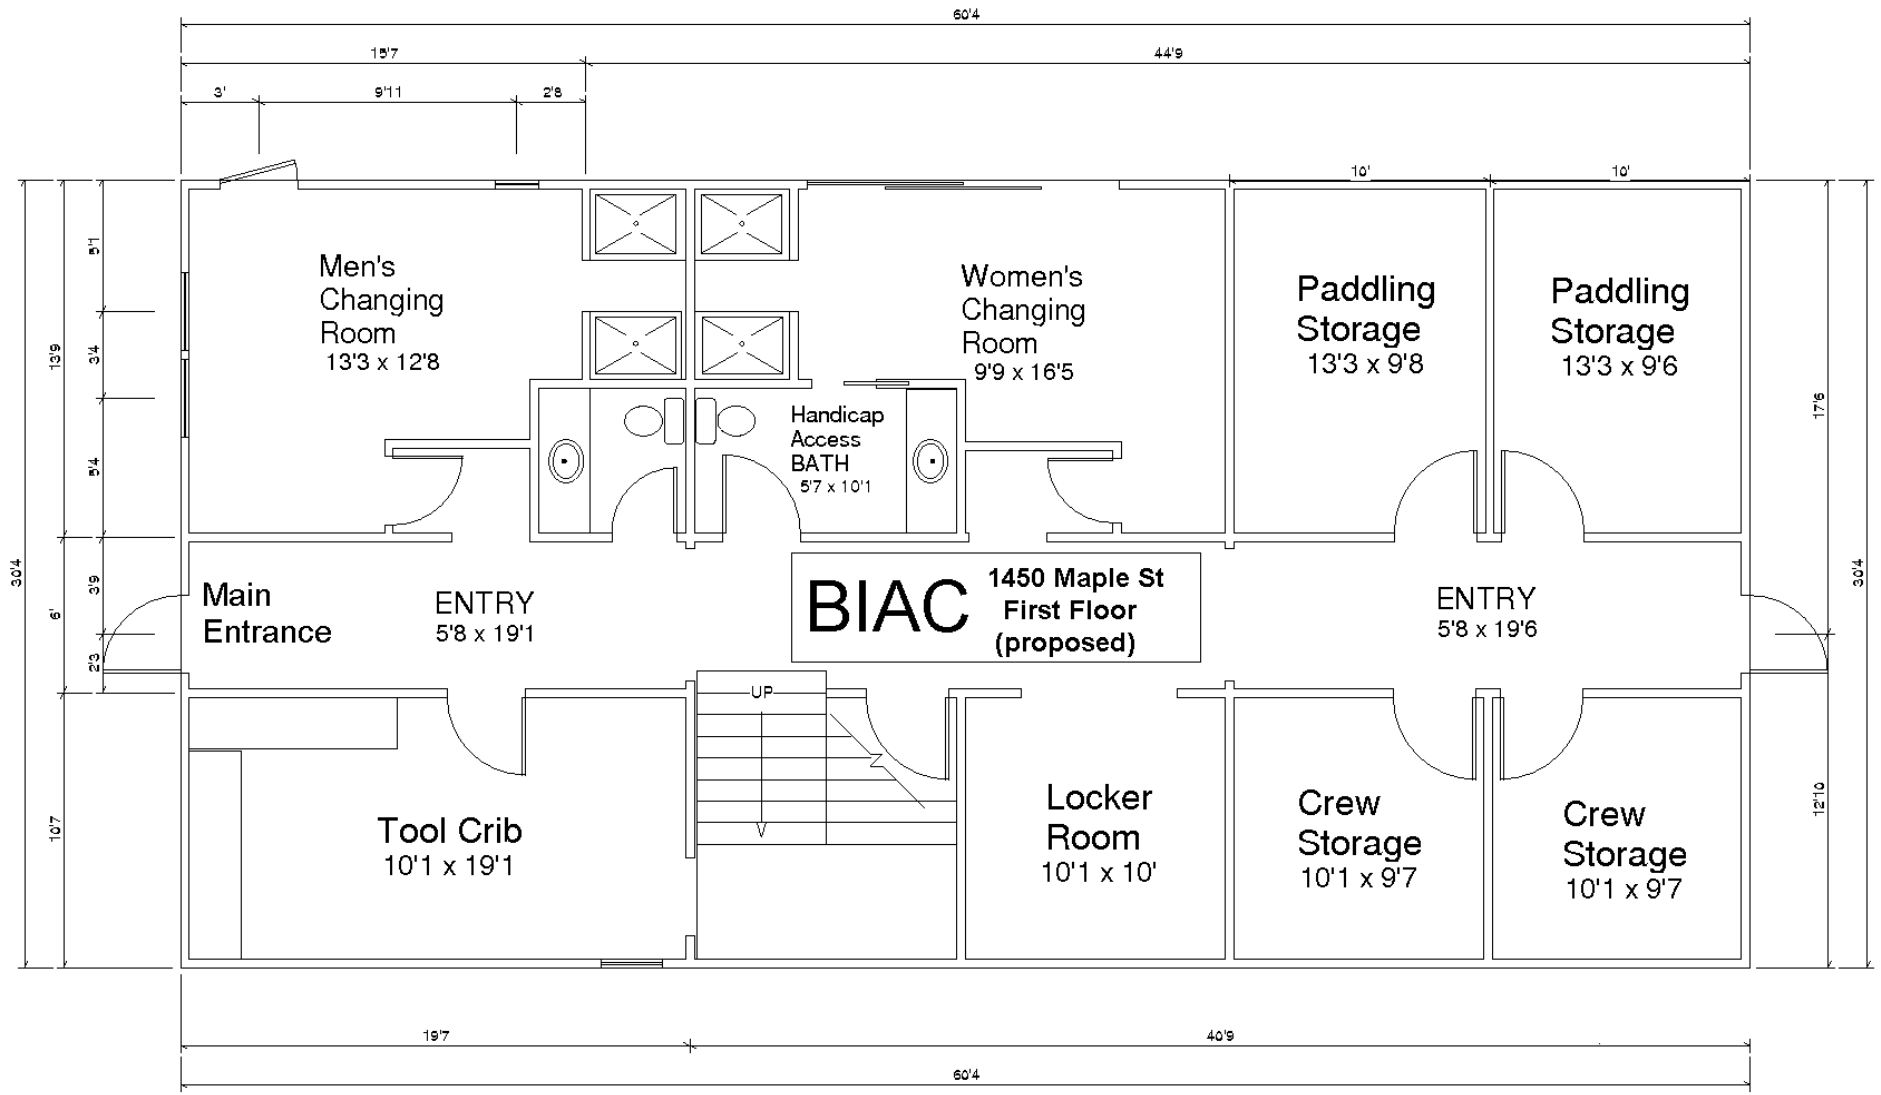 60'4
15'7
44'9
3'
9'11
2'8
10'
10'
30'4
13'9
6'
10'7
5'1
3'4
5'4
3'9
2'3
Men's
Changing
Room
13'3 x 12'8
Women's
Changing
Room
9'9 x 16'5
Paddling
Storage
13'3 x 9'8
Paddling
Storage
13'3 x 9'6
Handicap
Access
BATH
5'7 x 10'1
17'6
12'10
30'4
Main
Entrance
ENTRY
5'8 x 19'1
BIAC
1450 Maple St
First Floor
(proposed)
ENTRY
5'8 x 19'6
UP
Tool Crib
10'1 x 19'1
Locker
Room
10'1 x 10'
Crew
Storage
10'1 x 9'7
Crew
Storage
10'1 x 9'7
19'7
40'9
60'4